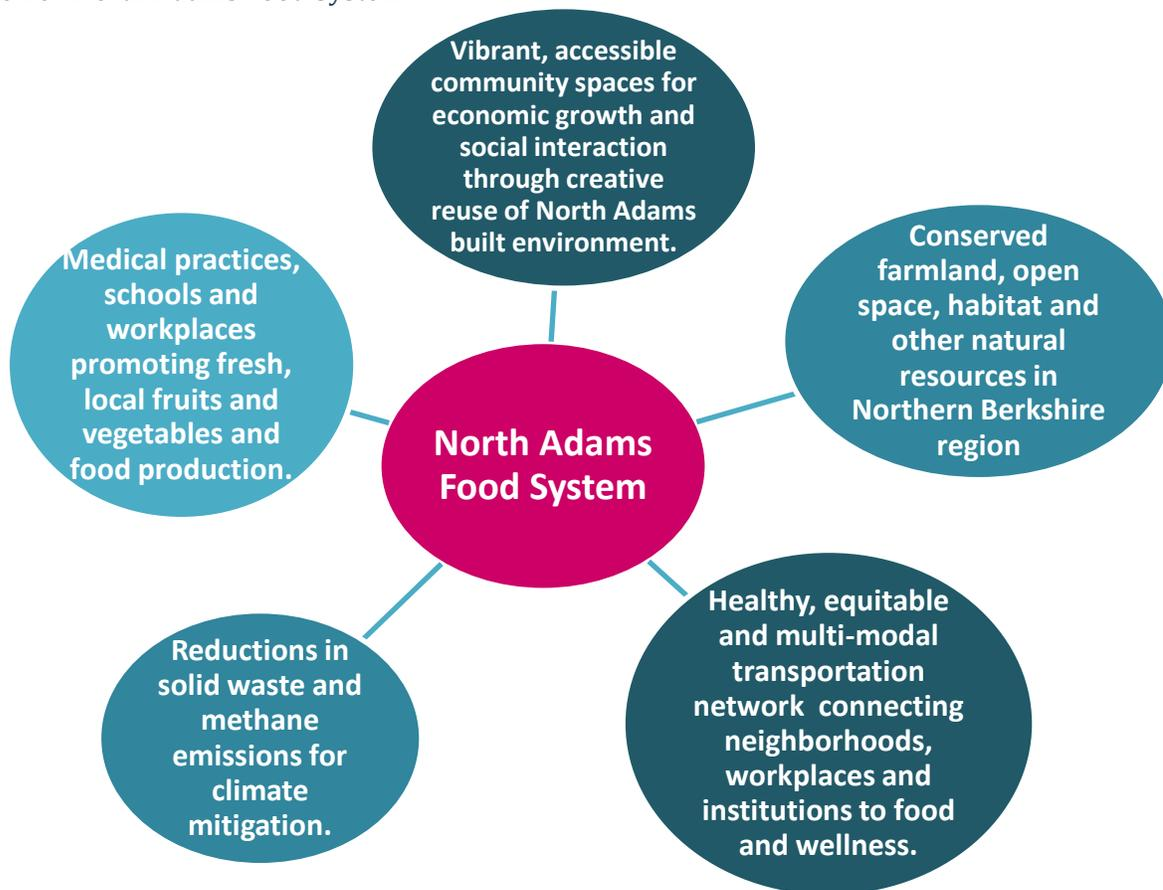 Vibrant, accessible
community spaces for
economic growth and
social interaction
through creative
reuse of North Adams
built environment.
Conserved
farmland, open
space, habitat and
other natural
resources in
Northern Berkshire
region
Medical practices,
schools and
workplaces
promoting fresh,
local fruits and
vegetables and
food production.
North Adams
Food System
Healthy, equitable
and multi-modal
transportation
network connecting
neighborhoods,
workplaces and
institutions to food
and wellness.
Reductions in
solid waste and
methane
emissions for
climate
mitigation.